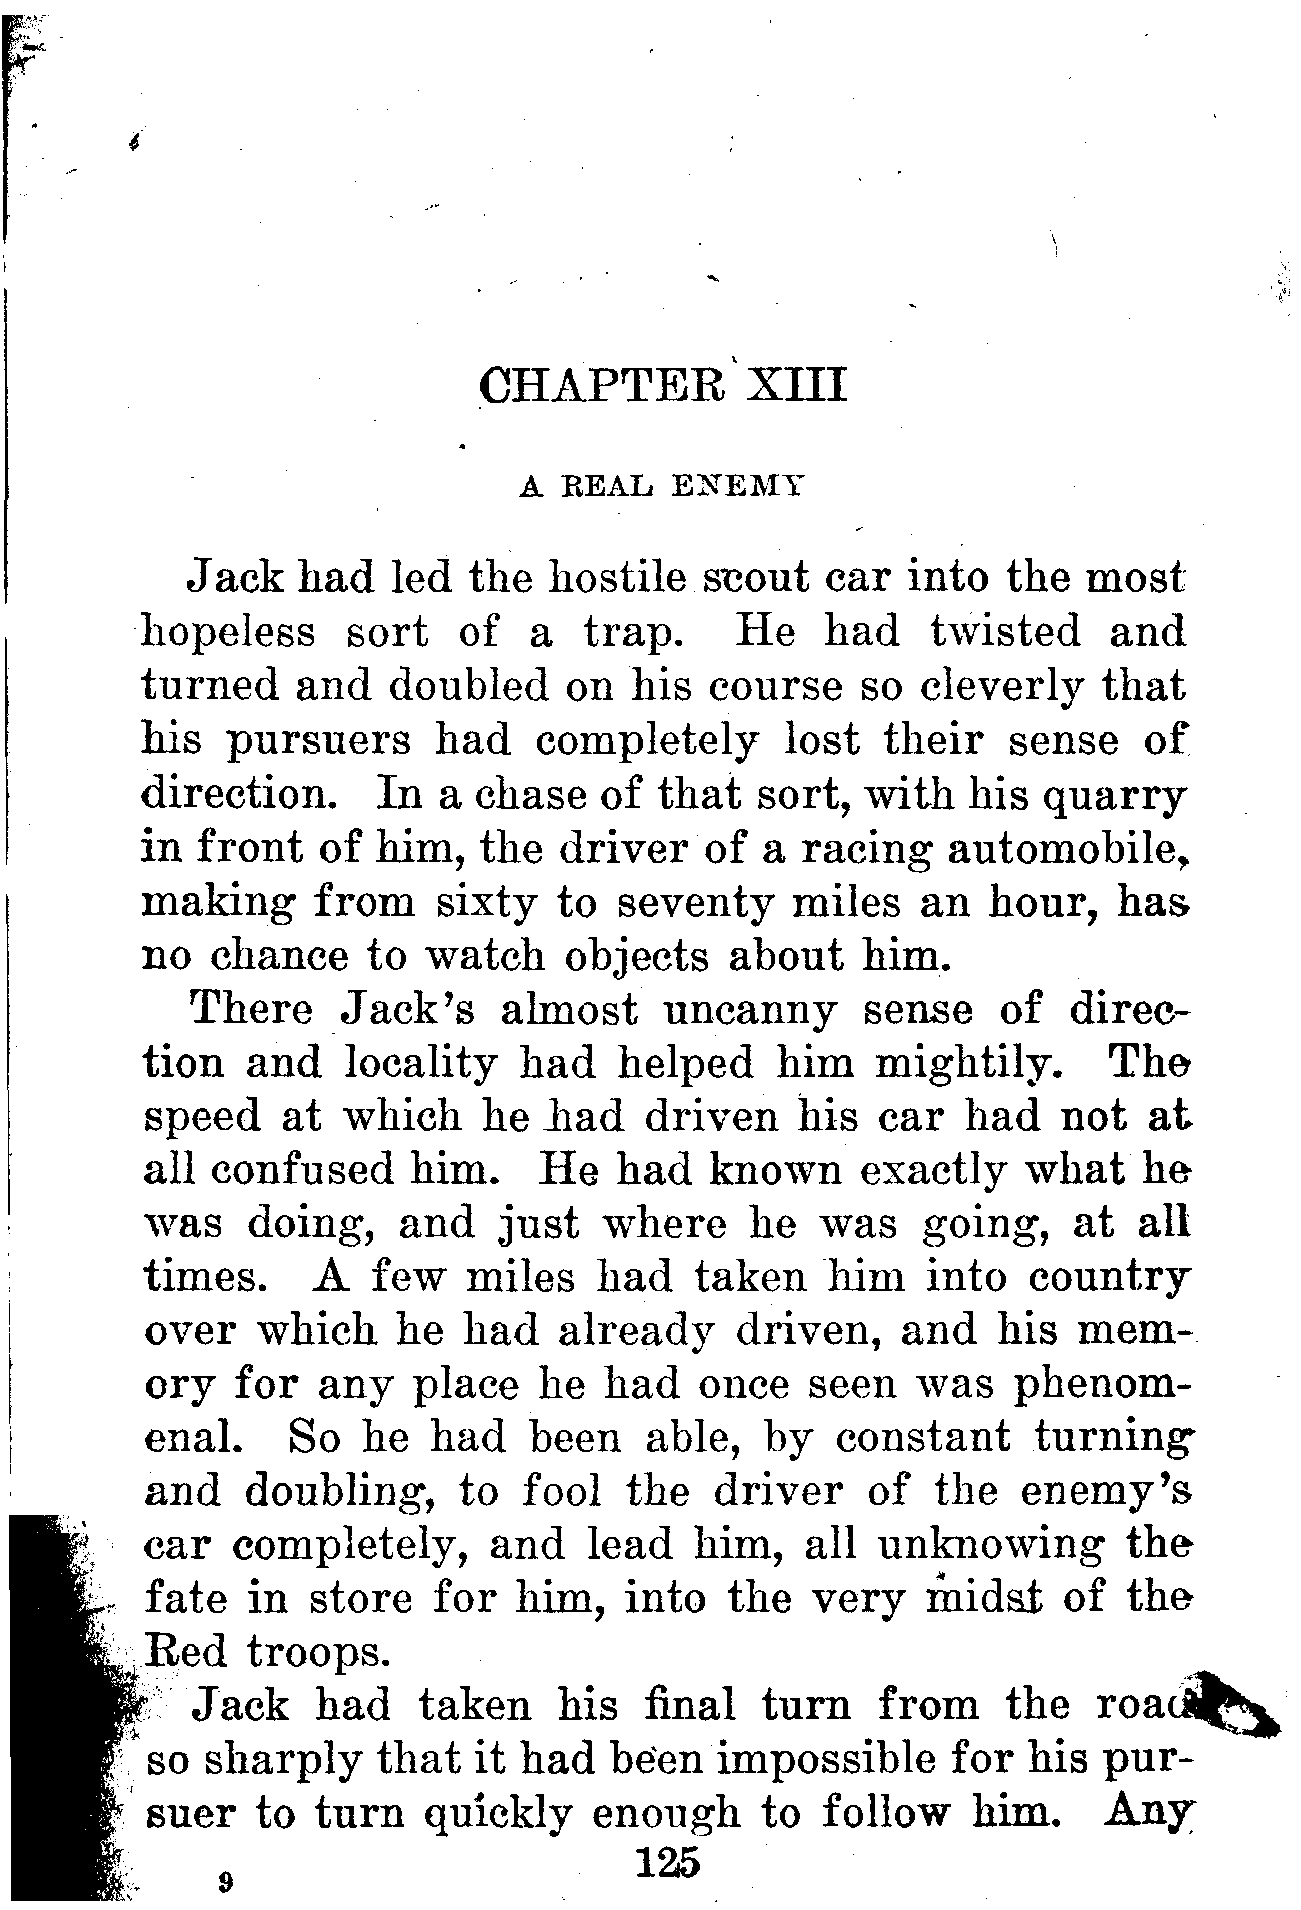 CHAPTER XIII
A REAL ENEMY
Jack had led the hostile scout car into the most
hopeless sort of a trap. He had twisted and
turned and doubled on his course so cleverly that
his pursuers had completely lost their sense of
direction. In a chase of that sort, with his quarry
in front of him, the driver of a racing automobile,
making from sixty to seventy miles an hour, has
no chance to watch objects about him.
There Jack's almost uncanny sense of direc-
tion and locality had helped him mightily. The
speed at which he had driven his car had not at
all confused him. He had known exactly what he
was doing, and just where he was going, at all
times. A few miles had taken him into country
over which he had already driven, and his mem-
ory for any place he had once seen was phenom-
enal. So he had been able, by constant turning
and doubling, to fool the driver of the enemy's
car completely, and lead him, all unknowing the
fate in store for him, into the very midst of the
Red troops.
Jack had taken his final turn from the road
so sharply that it had been impossible for his pur-
suer to turn quickly enough to follow him. Any
125
9